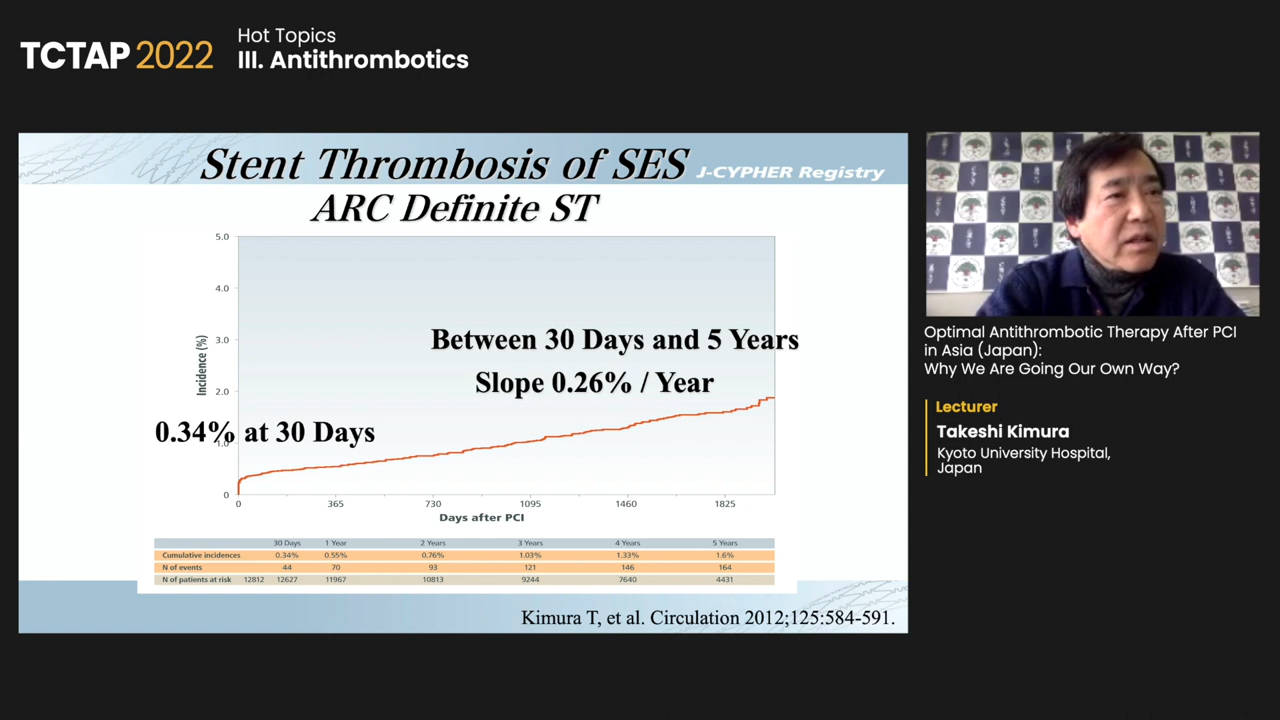 TCTAP 2022
Hot Topics
III. Antithrombotics
Stent Thrombosis of SES
J-CYPHER Registry
ARC Definite ST
5.0
4.0
3.0
2.0
1.0
0
Incidence (%)
Between 30 Days and 5 Years
Slope 0.26% / Year
0.34% at 30 Days
0 365 730 1095 1460 1825
Days after PCI
30 Days 1 Year 2 Years 3 Years 4 Years 5 Years
Cumulative incidences 0.34% 0.55% 0.76% 1.03% 1.33% 1.6%
N of events 44 70 93 121 146 164
N of patients at risk 12812 12627 11967 10813 9244 7640 4431
Kimura T, et al. Circulation 2012;125:584-591.
Optimal Antithrombotic Therapy After PCI
in Asia (Japan):
Why We Are Going Our Own Way?
Lecturer
Takeshi Kimura
Kyoto University Hospital,
Japan